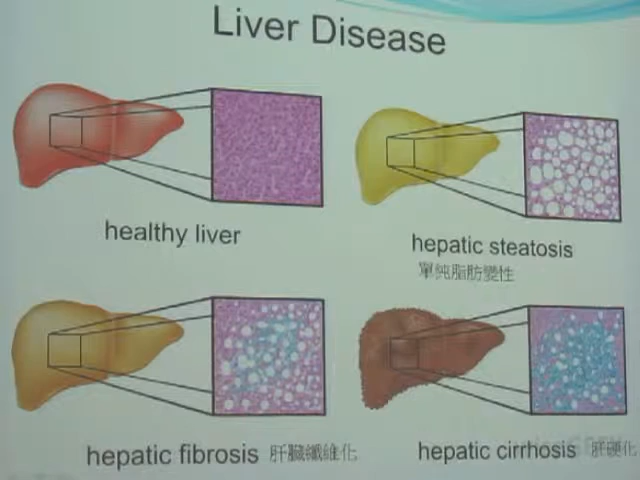 Liver Disease
healthy liver
hepatic steatosis
單純脂肪變性
hepatic fibrosis 肝臟纖維化
hepatic cirrhosis 肝硬化